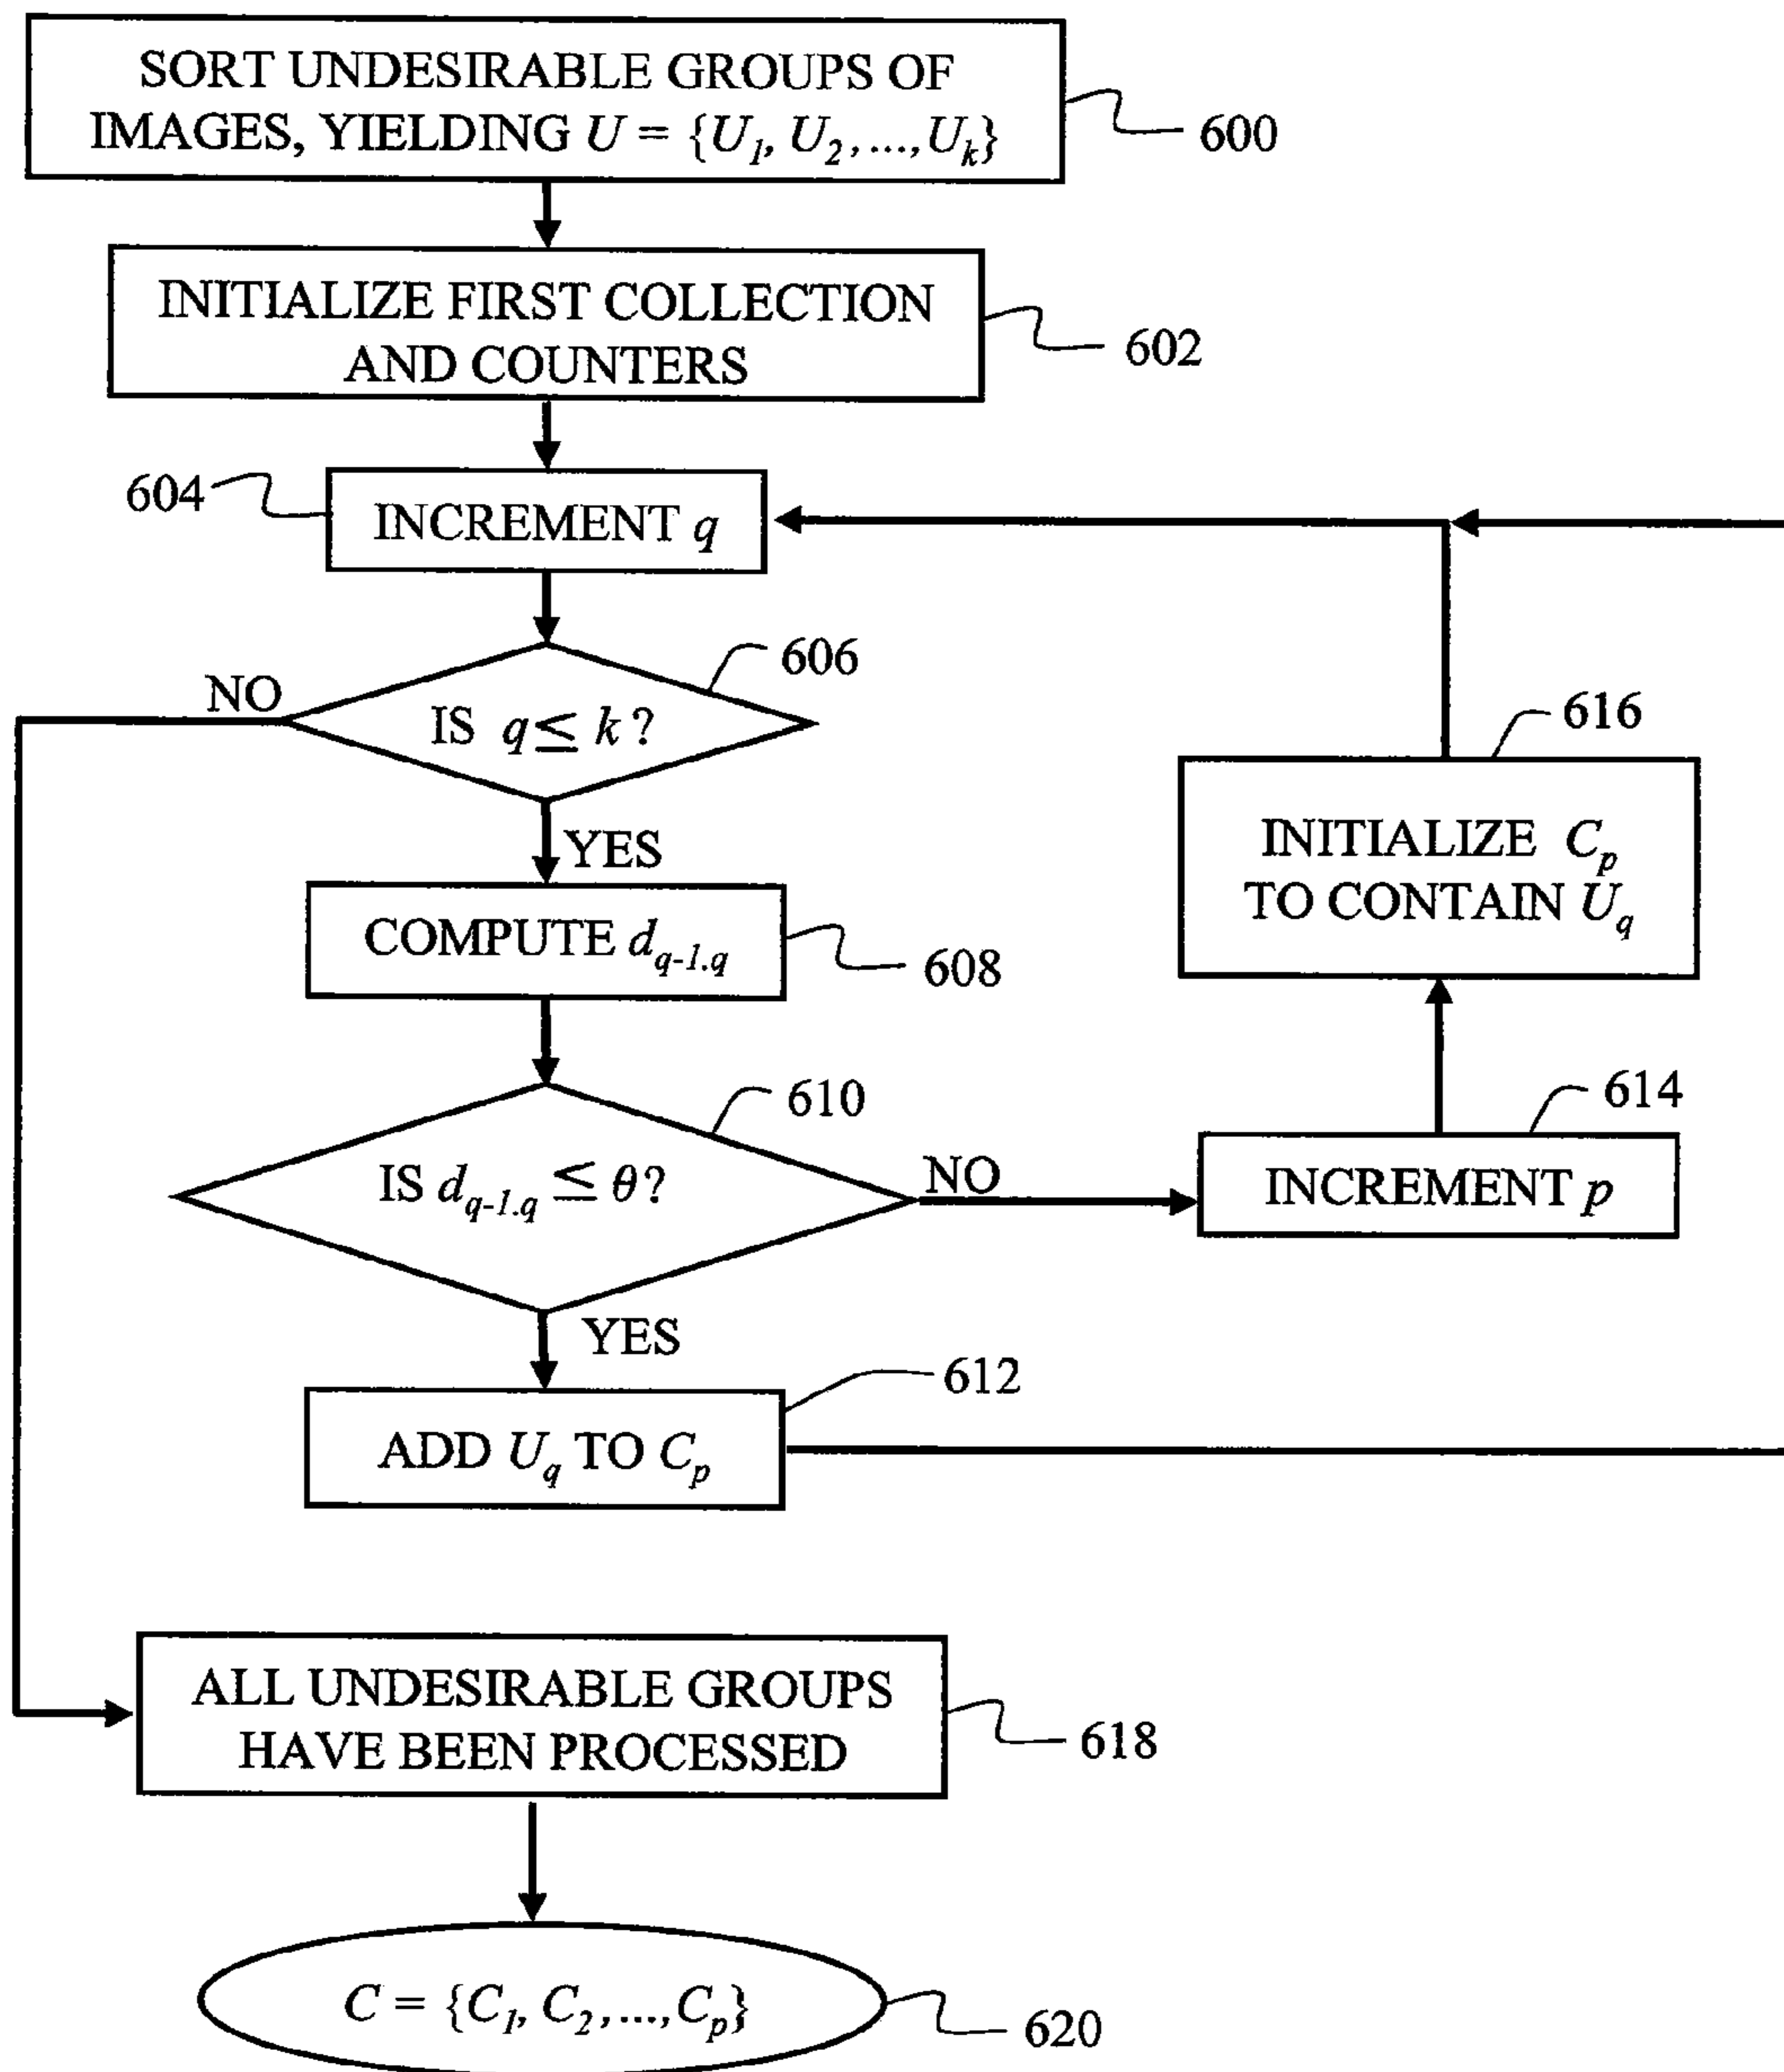 SORT UNDESIRABLE GROUPS OF
IMAGES, YIELDING U = {U1, U2,...,Uk}
600
INITIALIZE FIRST COLLECTION
AND COUNTERS
602
604
INCREMENT q
606
NO
IS q ≤ k?
616
YES
INITIALIZE Cp
TO CONTAIN Uq
COMPUTE dq-1.q
608
610
614
IS dq-1.q ≤ θ?
NO
INCREMENT p
YES
612
ADD Uq TO Cp
ALL UNDESIRABLE GROUPS
HAVE BEEN PROCESSED
618
C = {C1, C2,...,Cp}
620